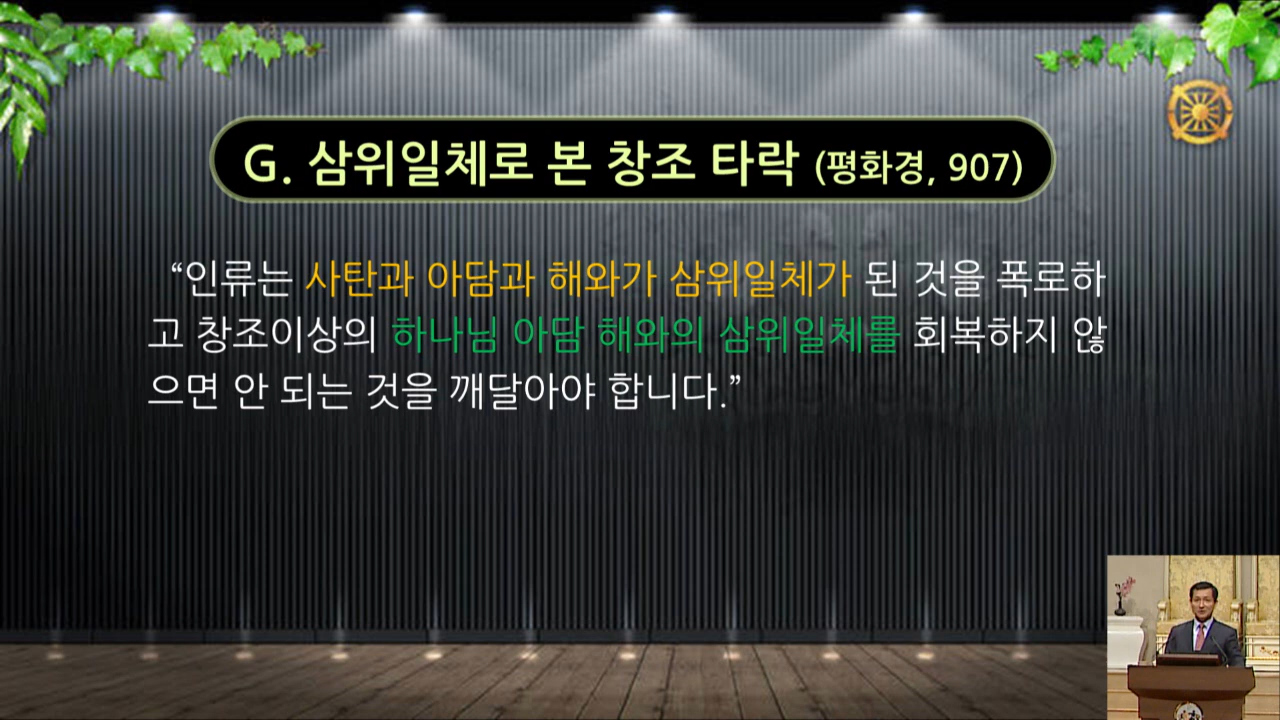 G. 삼위일체로 본 창조 타락 (평화경, 907)
“인류는 사탄과 아담과 해와가 삼위일체가 된 것을 폭로하
고 창조이상의 하나님 아담 해와의 삼위일체를 회복하지 않
으면 안 되는 것을 깨달아야 합니다.”